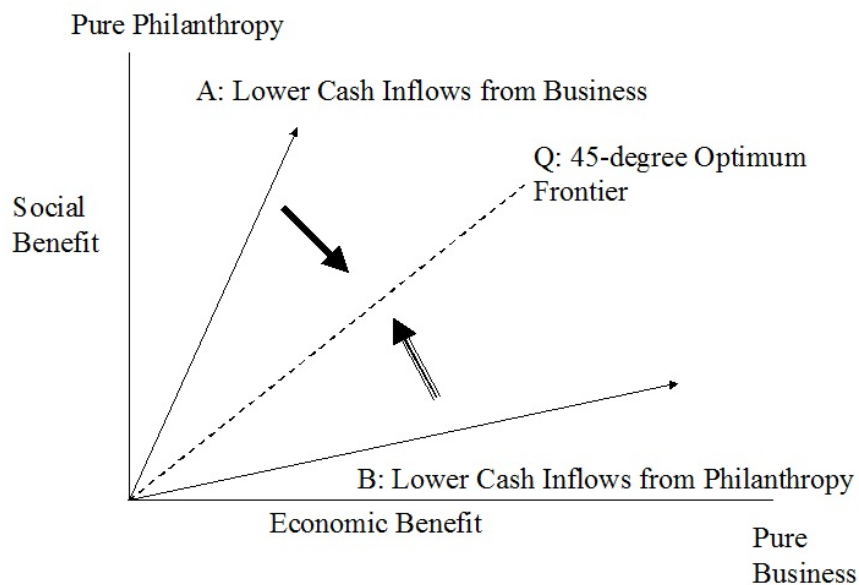 Pure Philanthropy
A: Lower Cash Inflows from Business
Q: 45-degree Optimum
Frontier
Social
Benefit
B: Lower Cash Inflows from Philanthropy
Economic Benefit
Pure
Business